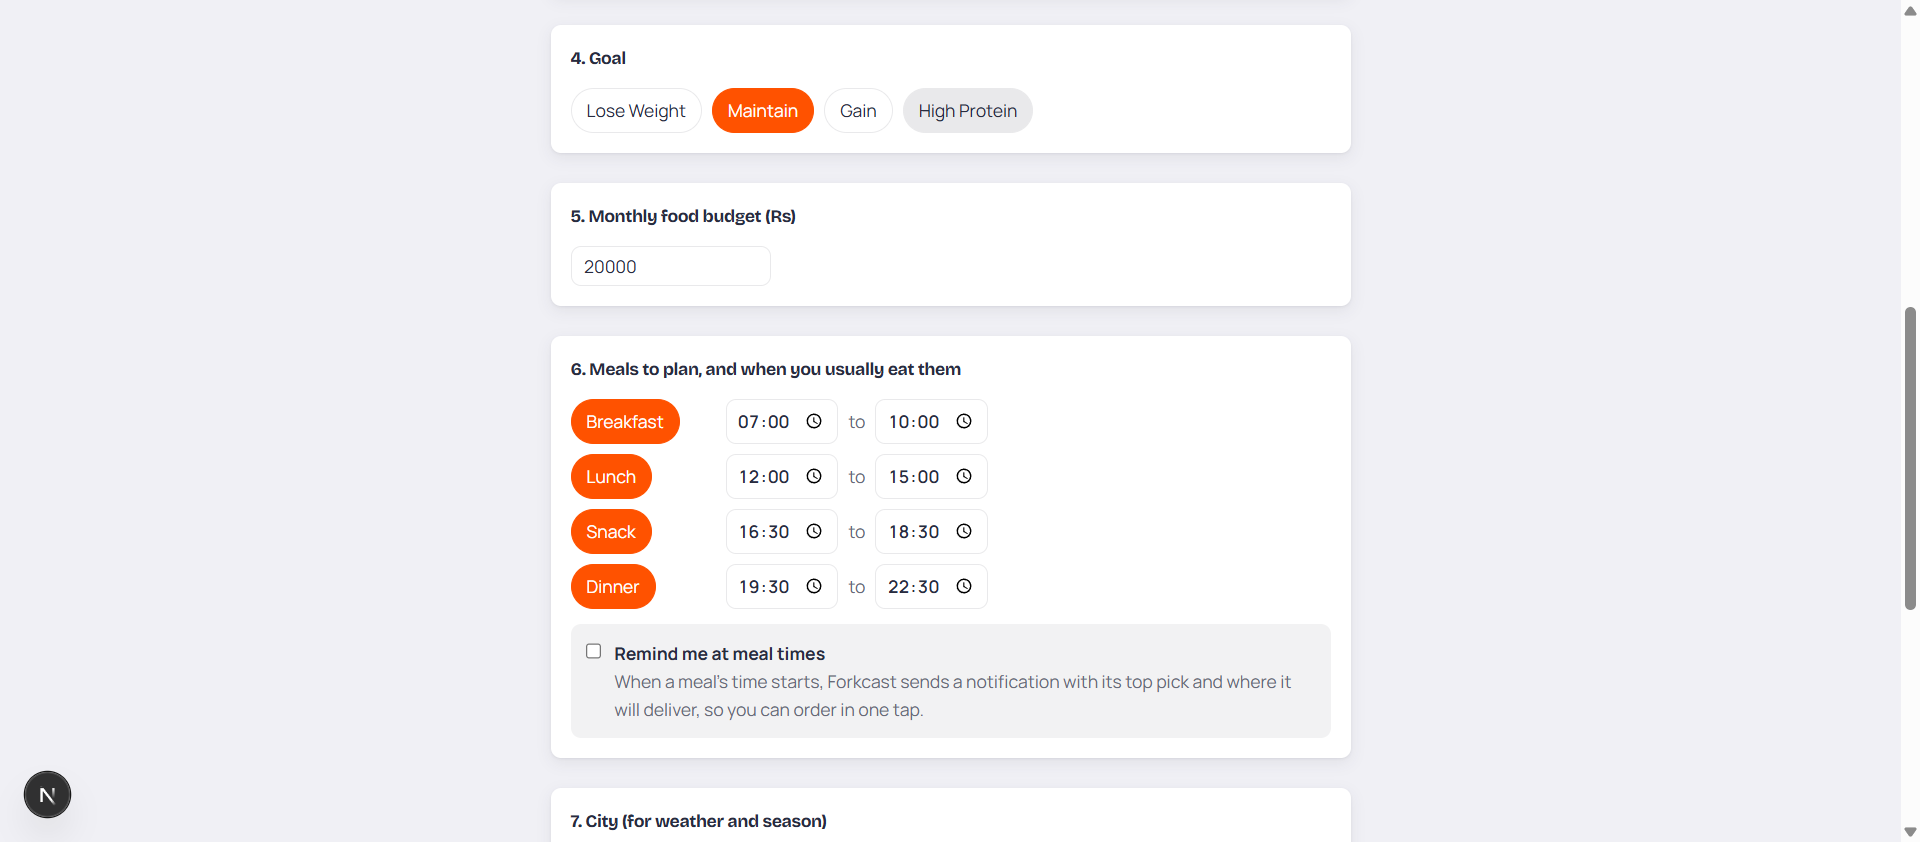 4. Goal
Lose Weight
Maintain
Gain
High Protein
5. Monthly food budget (Rs)
20000
6. Meals to plan, and when you usually eat them
Breakfast 07:00 to 10:00
Lunch 12:00 to 15:00
Snack 16:30 to 18:30
Dinner 19:30 to 22:30
Remind me at meal times
When a meal's time starts, Forkcast sends a notification with its top pick and where it
will deliver, so you can order in one tap.
N
7. City (for weather and season)